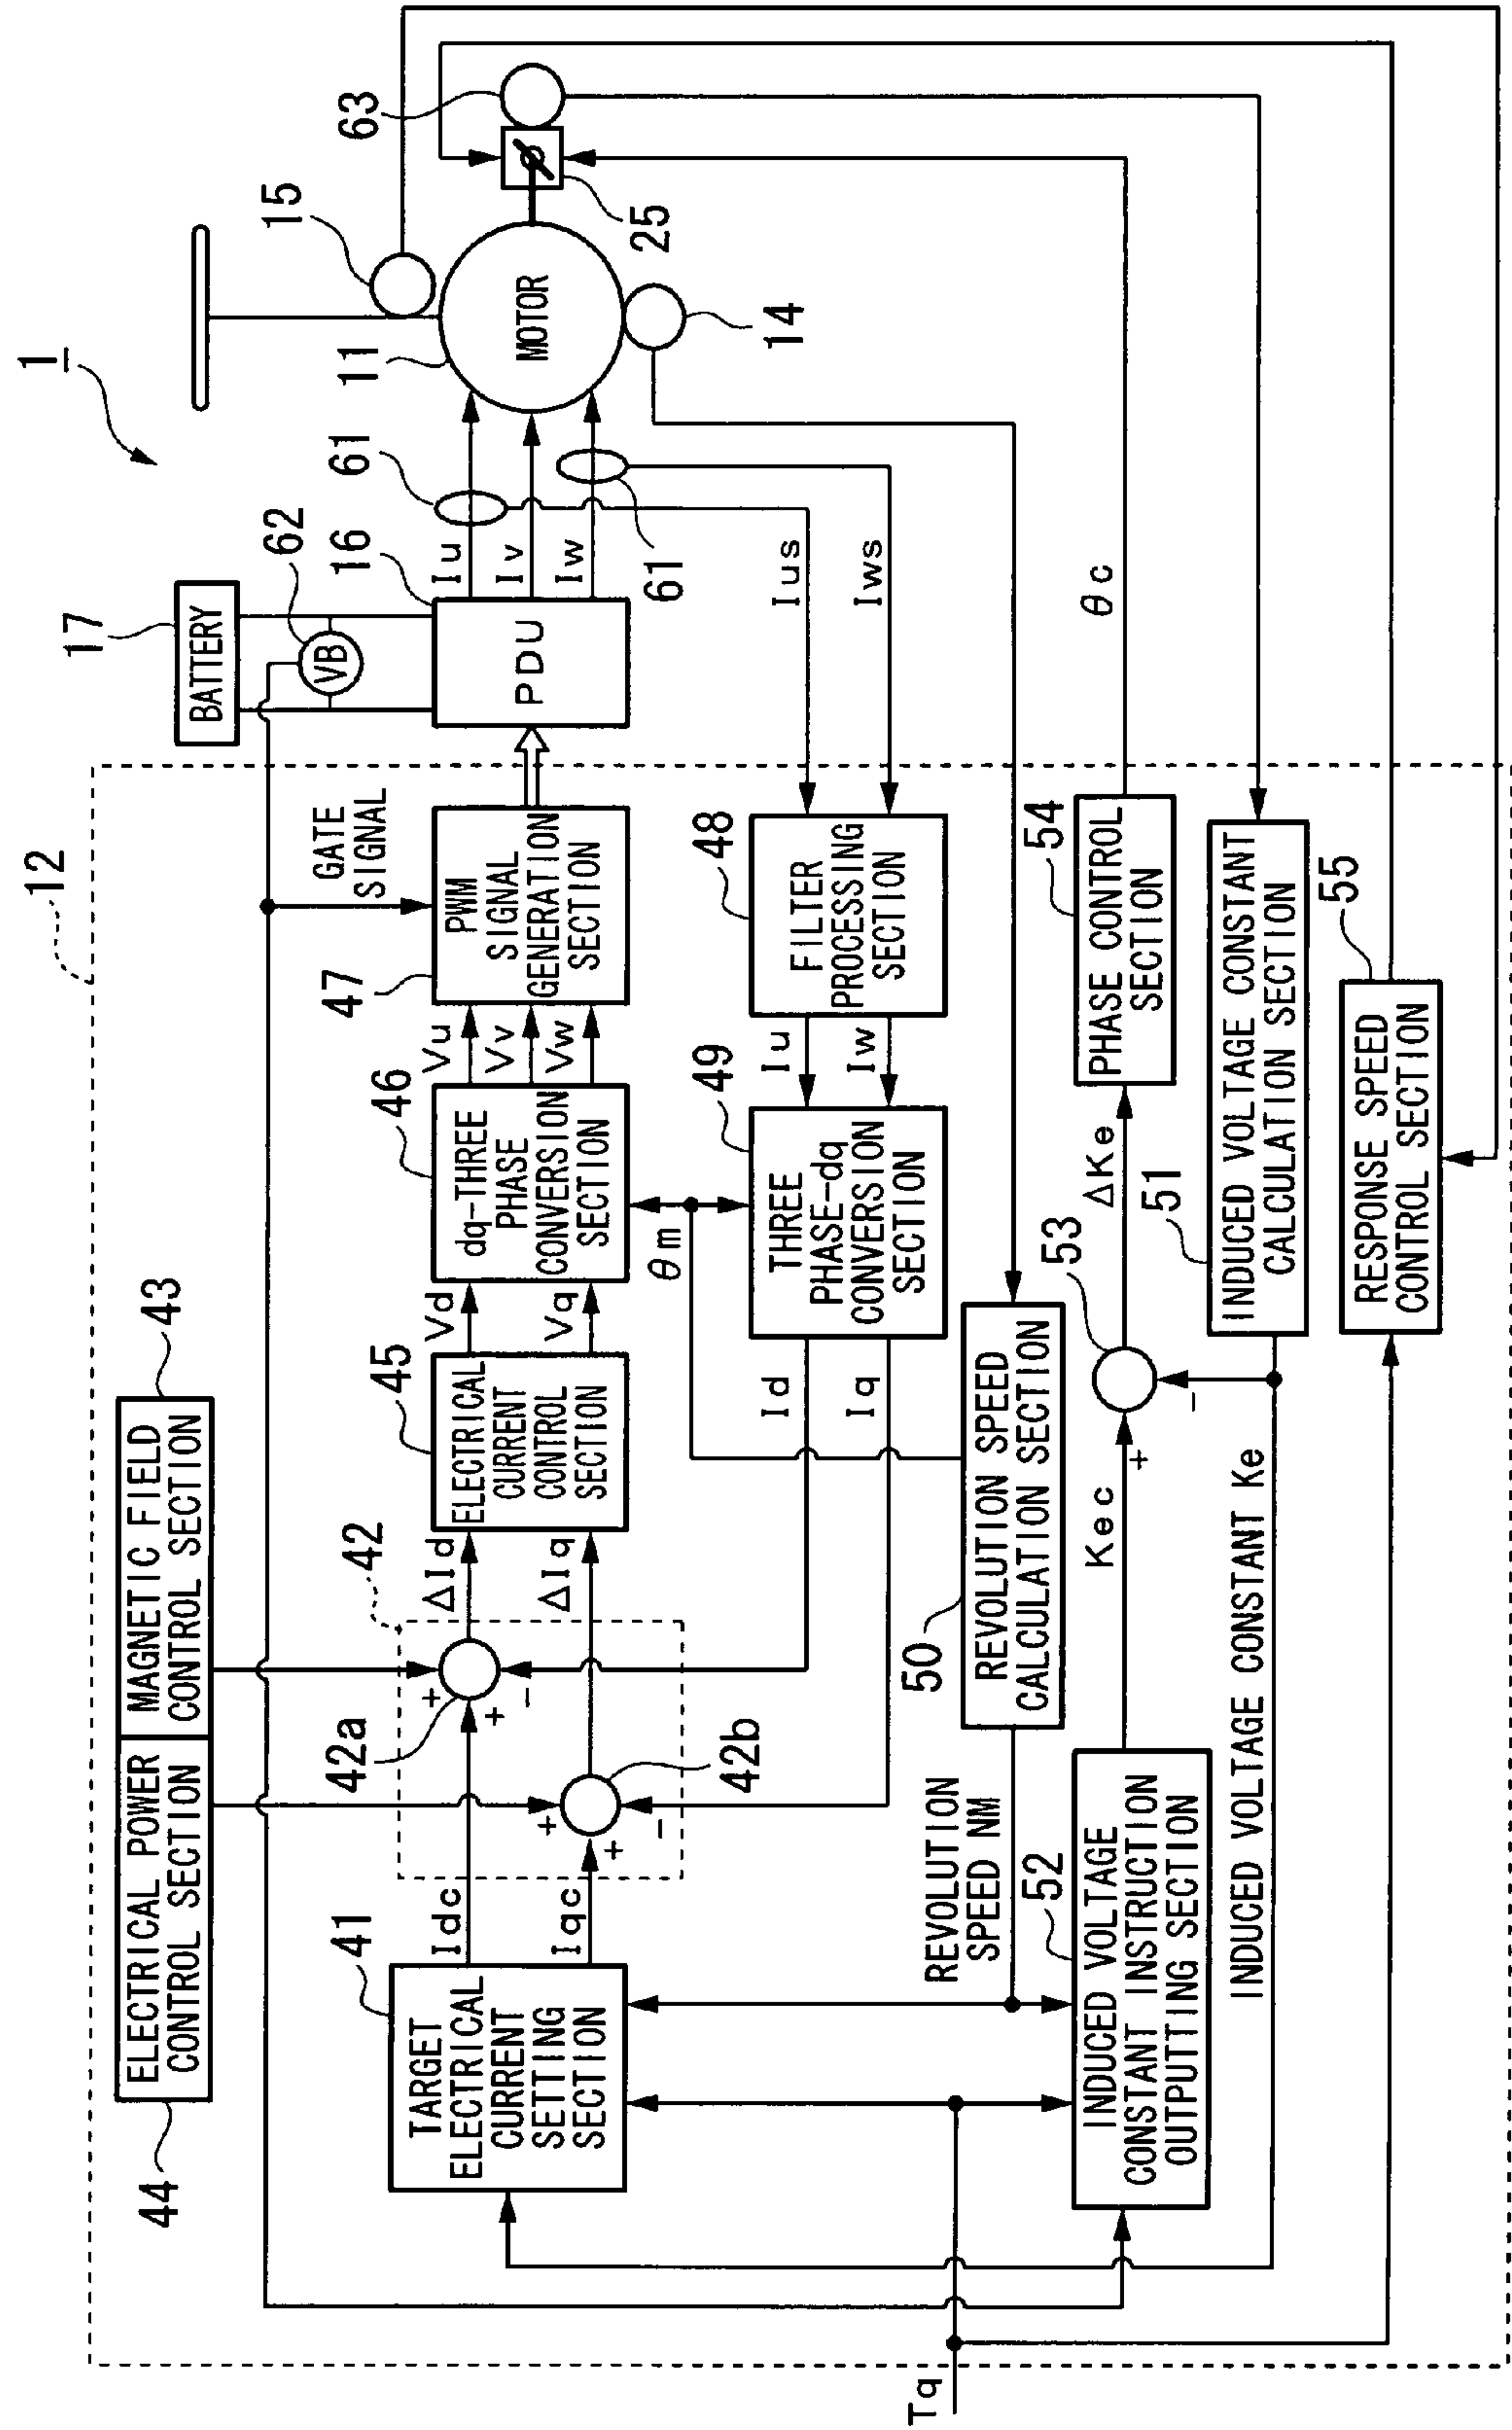 1
12
43
MAGNETIC FIELD
CONTROL SECTION
44
ELECTRICAL POWER
CONTROL SECTION
17
BATTERY
62
VB
15
63
25
11
MOTOR
14
61
61
16
PDU
Iu
Iv
Iw
GATE
SIGNAL
47
PWM
SIGNAL
GENERATION
SECTION
Vu
Vv
Vw
46
dq-THREE
PHASE
CONVERSION
SECTION
Vd
Vq
45
ELECTRICAL
CURRENT
CONTROL
SECTION
ΔId
ΔIq
42
42a
42b
+
+
-
+
+
-
Idc
Iqc
41
TARGET
ELECTRICAL
CURRENT
SETTING
SECTION
Ius
Iws
48
FILTER
PROCESSING
SECTION
Iu
Iw
49
THREE
PHASE-dq
CONVERSION
SECTION
θm
Id
Iq
50
REVOLUTION SPEED
CALCULATION SECTION
REVOLUTION
SPEED NM
52
INDUCED VOLTAGE
CONSTANT INSTRUCTION
OUTPUTTING SECTION
Kec
+
-
53
ΔKe
54
PHASE CONTROL
SECTION
θc
51
INDUCED VOLTAGE CONSTANT
CALCULATION SECTION
INDUCED VOLTAGE CONSTANT Ke
55
RESPONSE SPEED
CONTROL SECTION
Tq